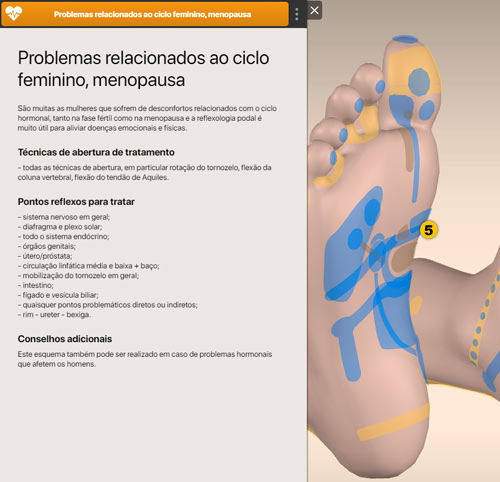 Problemas relacionados ao ciclo feminino, menopausa
Problemas relacionados ao ciclo
feminino, menopausa
São muitas as mulheres que sofrem de desconfortos relacionados com o ciclo
hormonal, tanto na fase fértil como na menopausa e a reflexologia podal é
muito útil para aliviar doenças emocionais e físicas.
Técnicas de abertura de tratamento
- todas as técnicas de abertura, em particular rotação do tornozelo, flexão da
coluna vertebral, flexão do tendão de Aquiles.
Pontos reflexos para tratar
- sistema nervoso em geral;
- diafragma e plexo solar;
- todo o sistema endócrino;
- órgãos genitais;
- útero/próstata;
- circulação linfática média e baixa + baço;
- mobilização do tornozelo em geral;
- intestino;
- fígado e vesícula biliar;
- quaisquer pontos problemáticos diretos ou indiretos;
- rim - ureter - bexiga.
Conselhos adicionais
Este esquema também pode ser realizado em caso de problemas hormonais
que afetem os homens.
5